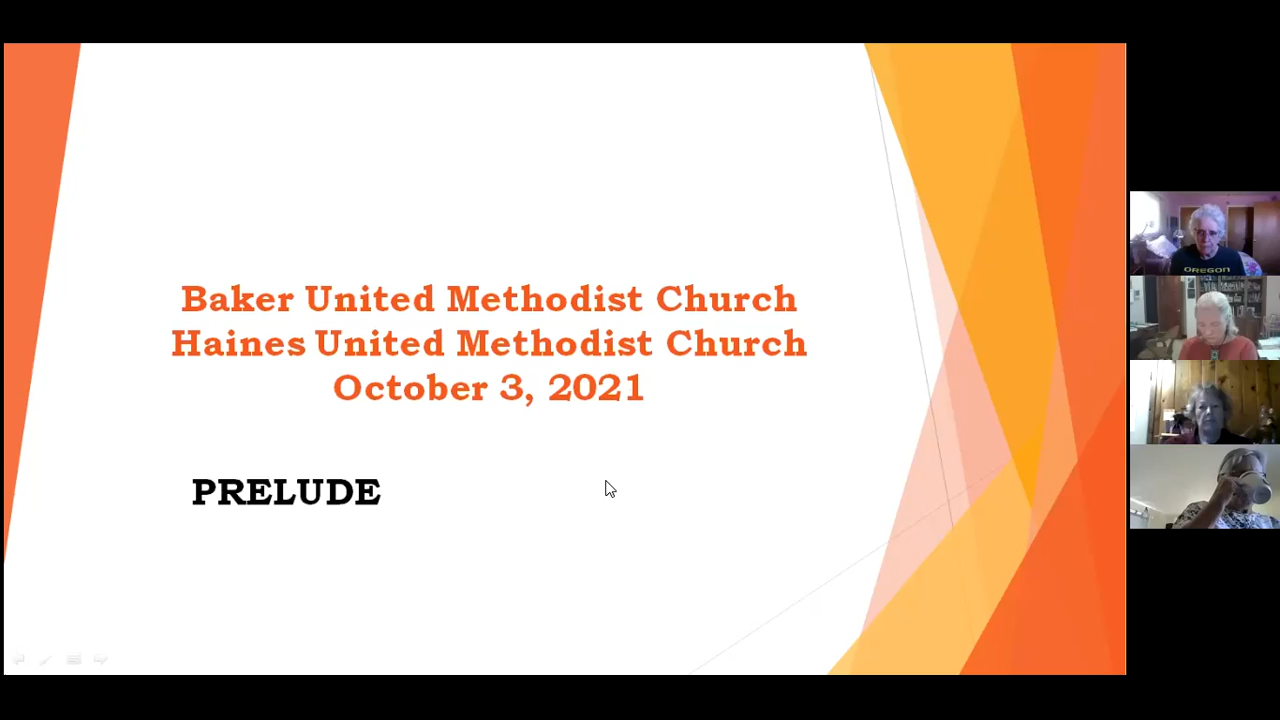 Baker United Methodist Church
Haines United Methodist Church
October 3, 2021
PRELUDE
OREGON